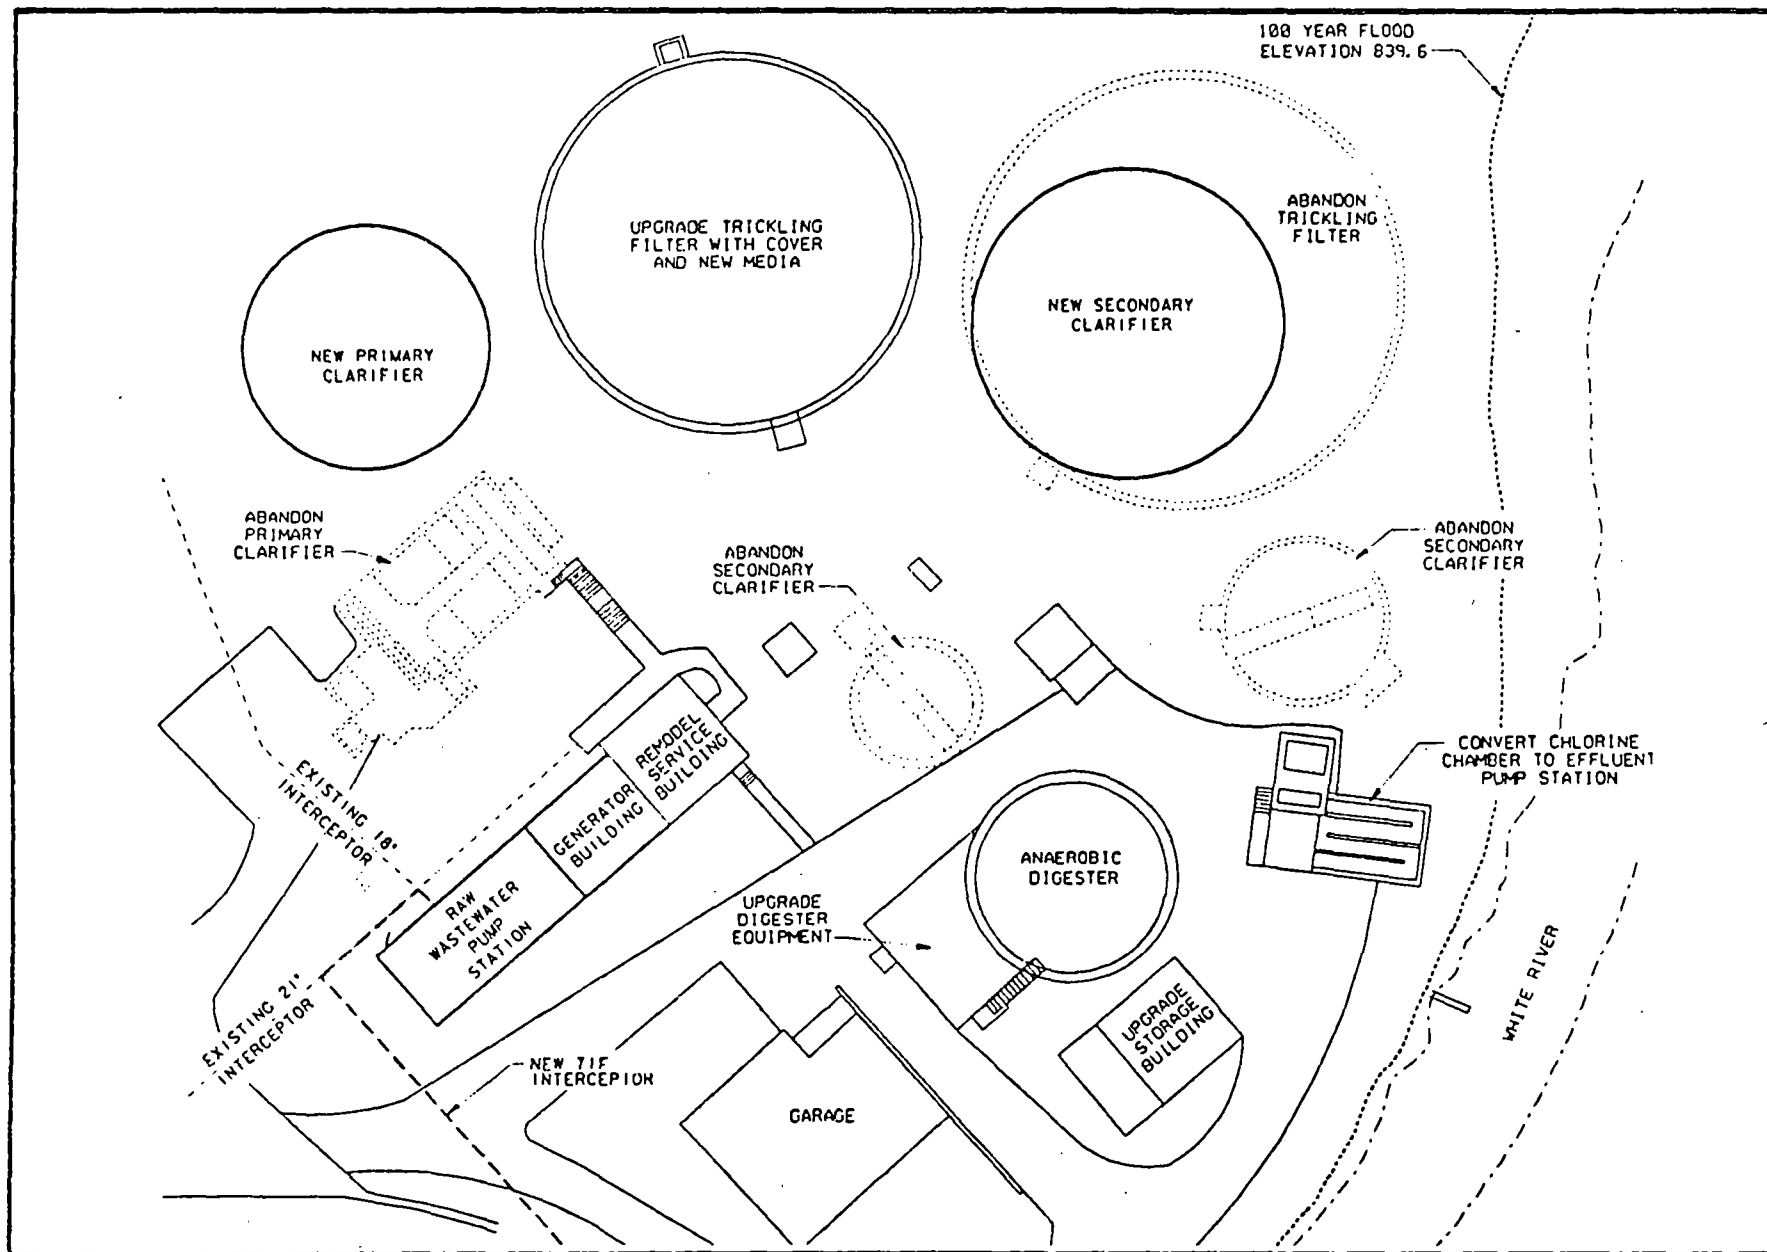 100 YEAR FLOOD
ELEVATION 839.6
UPGRADE TRICKLING
FILTER WITH COVER
AND NEW MEDIA
ABANDON
TRICKLING
FILTER
NEW SECONDARY
CLARIFIER
NEW PRIMARY
CLARIFIER
ABANDON
PRIMARY
CLARIFIER
ABANDON
SECONDARY
CLARIFIER
ABANDON
SECONDARY
CLARIFIER
REMODEL
SERVICE
BUILDING
CONVERT CHLORINE
CHAMBER TO EFFLUENT
PUMP STATION
EXISTING 18"
INTERCEPTOR
GENERATOR
BUILDING
ANAEROBIC
DIGESTER
RAW
WASTEWATER
PUMP
STATION
UPGRADE
DIGESTER
EQUIPMENT
EXISTING 21"
INTERCEPTOR
UPGRADE
STORAGE
BUILDING
WHITE RIVER
NEW TIF
INTERCEPTOR
GARAGE